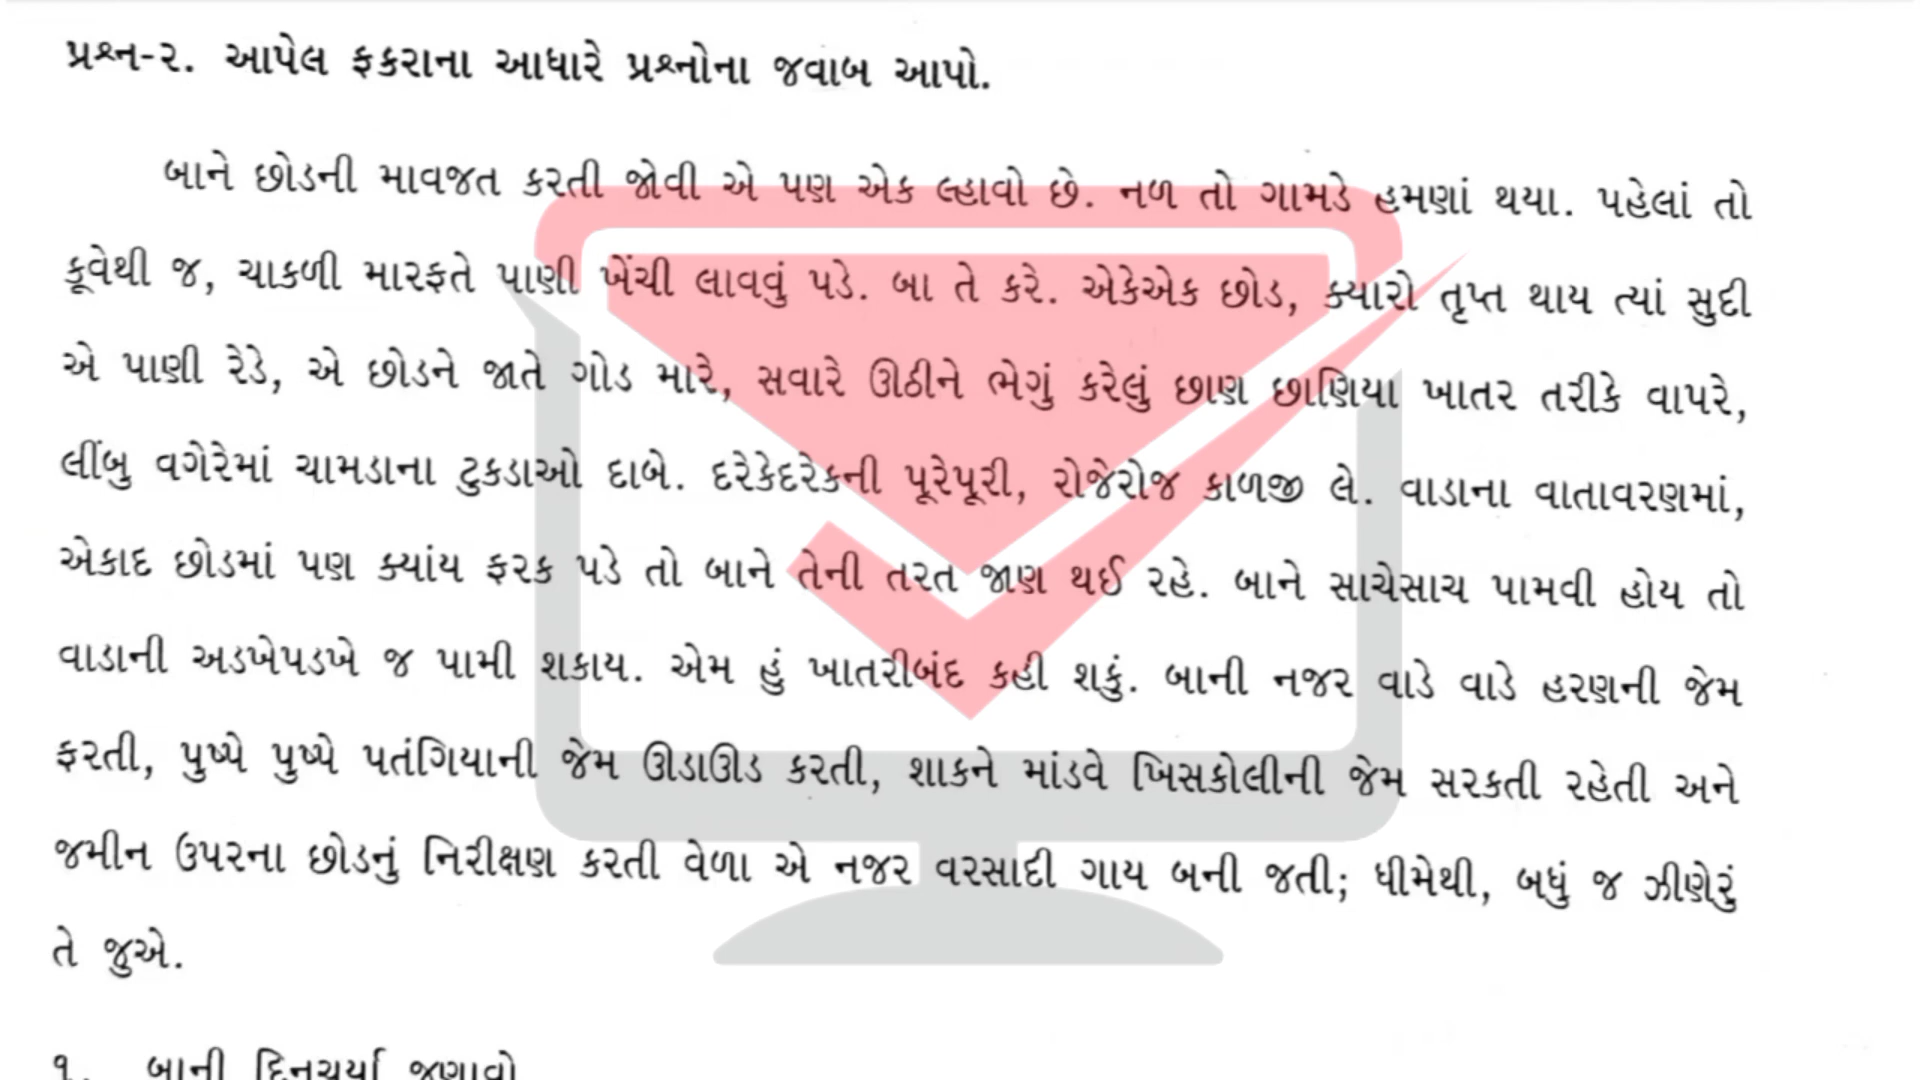 પ્રશ્ન-૨. આપેલ ફકરાના આધારે પ્રશ્નોના જવાબ આપો.
બાને છોડની માવજત કરતી જોવી એ પણ એક લ્હાવો છે. નળ તો ગામડે હમણાં થયા. પહેલાં તો
કૂવેથી જ, ચાકળી મારફતે પાણી ખેંચી લાવવું પડે. બા તે કરે. એકેએક છોડ, ક્યારો તૃપ્ત થાય ત્યાં સુદી
એ પાણી રેડે, એ છોડને જાતે ગોડ મારે, સવારે ઊઠીને ભેગું કરેલું છાણ છાણિયા ખાતર તરીકે વાપરે,
લીંબુ વગેરેમાં ચામડાના ટુકડાઓ દાબે. દરેકેદરેકની પૂરેપૂરી, રોજેરોજ કાળજી લે. વાડાના વાતાવરણમાં,
એકાદ છોડમાં પણ ક્યાંય ફરક પડે તો બાને તેની તરત જાણ થઈ રહે. બાને સાચેસાચ પામવી હોય તો
વાડાની અડખેપડખે જ પામી શકાય. એમ હું ખાતરીબંદ કહી શકું. બાની નજર વાડે વાડે હરણની જેમ
ફરતી, પુષ્પે પુષ્પે પતંગિયાની જેમ ઊડાઊડ કરતી, શાકને માંડવે ખિસકોલીની જેમ સરકતી રહેતી અને
જમીન ઉપરના છોડનું નિરીક્ષણ કરતી વેળા એ નજર વરસાદી ગાય બની જતી; ધીમેથી, બધું જ ઝીણેરું
તે જુએ.
૧. બાની દિનચર્યા જણાવો